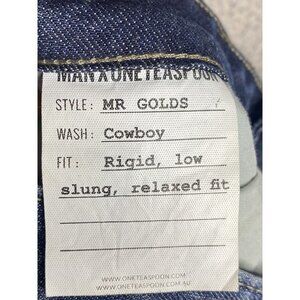 MAN X ONETEASPOON
STYLE: MR GOLDS
WASH: Cowboy
FIT: Rigid, low
slung, relaxed fit
WWW.ONETEASPOON.COM
WWW.ONETEASPOON.COM.AU